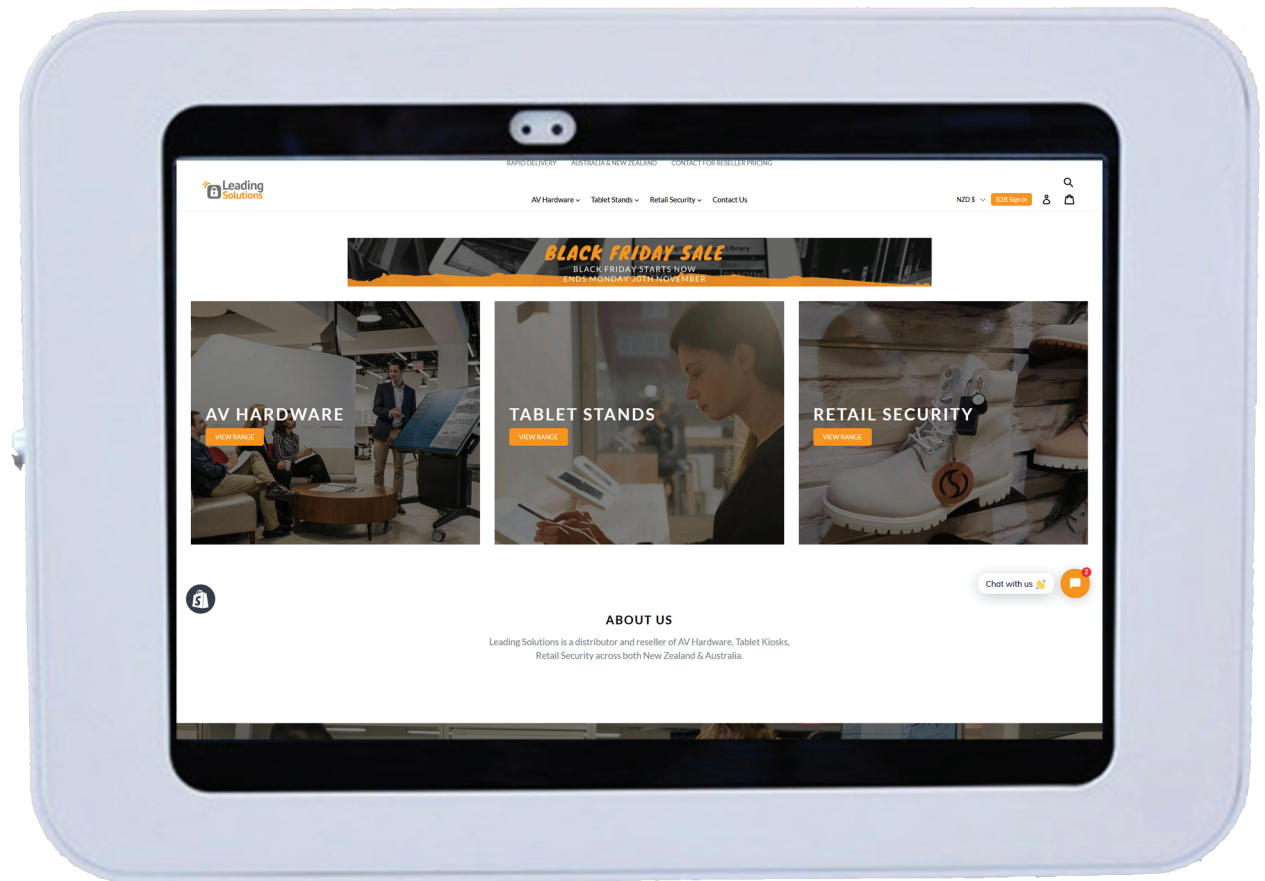 RAPID DELIVERY AUSTRALIA & NEW ZEALAND CONTACT FOR RESELLER PRICING
Leading
Solutions
AV Hardware Tablet Stands Retail Security Contact Us
NZD $ B2B Sign in
Library
BLACK FRIDAY SALE
BLACK FRIDAY STARTS NOW
ENDS MONDAY 30TH NOVEMBER
AV HARDWARE
VIEW RANGE
TABLET STANDS
VIEW RANGE
RETAIL SECURITY
VIEW RANGE
Chat with us 👋
2
ABOUT US
Leading Solutions is a distributor and reseller of AV Hardware, Tablet Kiosks,
Retail Security across both New Zealand & Australia.